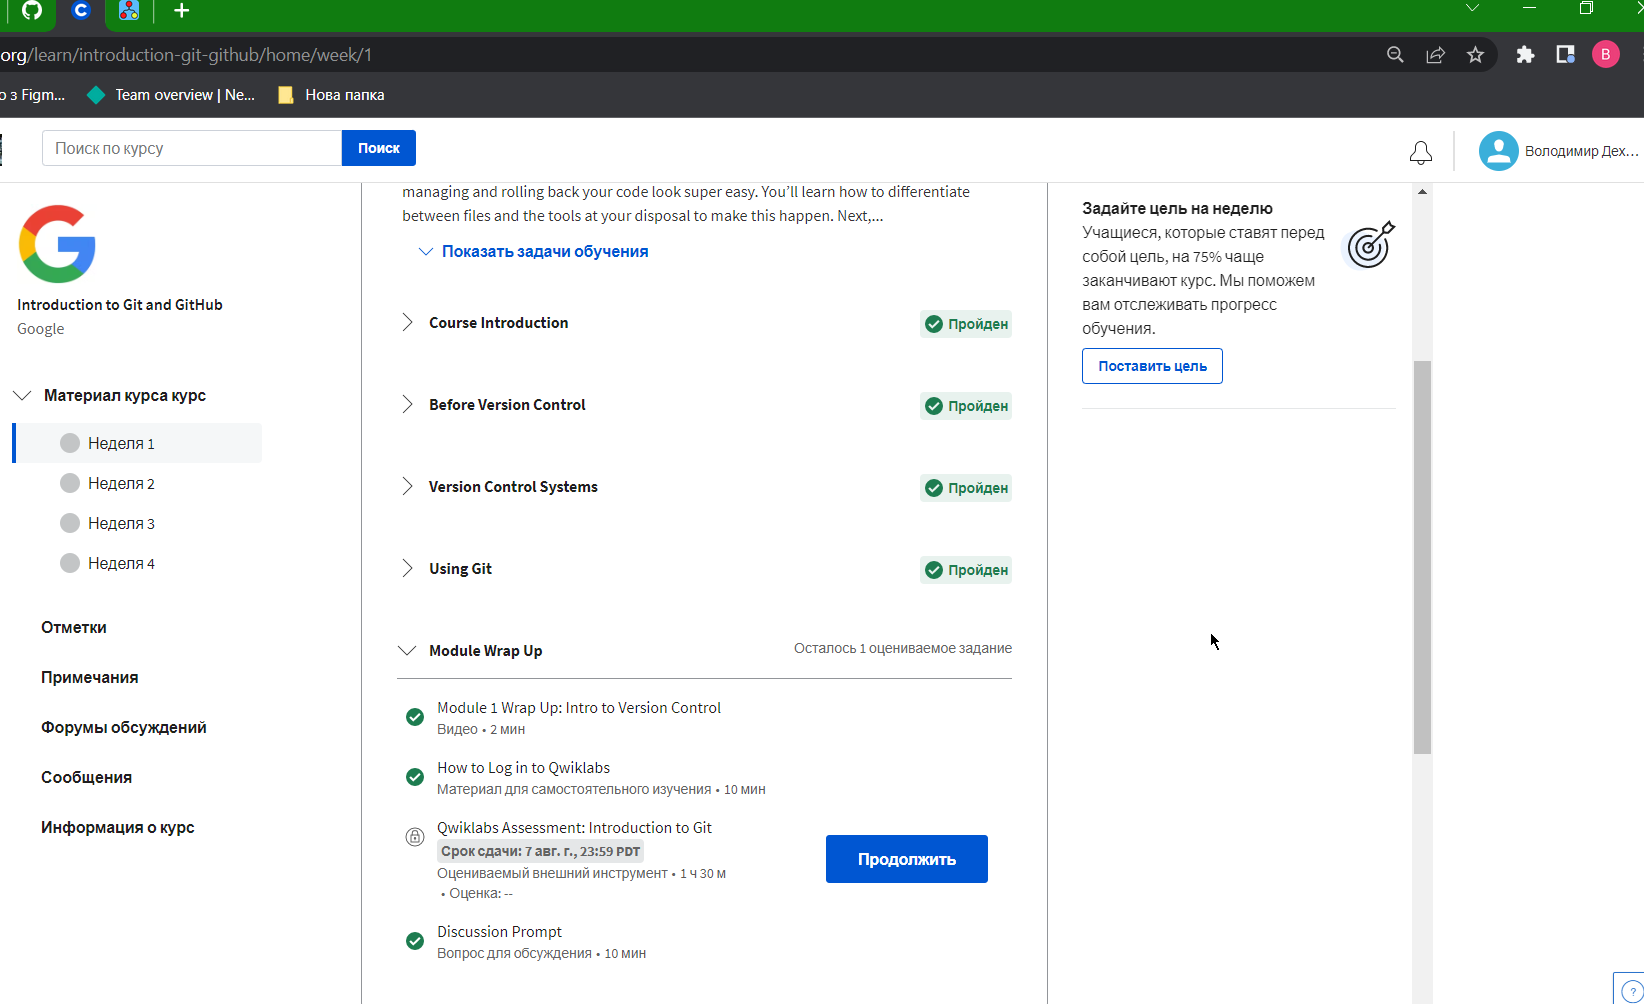 org/learn/introduction-git-github/home/week/1
B
о з Figm...
Team overview | Ne...
Нова папка
Поиск по курсу
Поиск
Володимир Дех...
Introduction to Git and GitHub
Google
Материал курса курс
Неделя 1
Неделя 2
Неделя 3
Неделя 4
Отметки
Примечания
Форумы обсуждений
Сообщения
Информация о курс
managing and rolling back your code look super easy. You’ll learn how to differentiate
between files and the tools at your disposal to make this happen. Next,...
Показать задачи обучения
Course Introduction
Пройден
Before Version Control
Пройден
Version Control Systems
Пройден
Using Git
Пройден
Module Wrap Up
Осталось 1 оцениваемое задание
Module 1 Wrap Up: Intro to Version Control
Видео • 2 мин
How to Log in to Qwiklabs
Материал для самостоятельного изучения • 10 мин
Qwiklabs Assessment: Introduction to Git
Срок сдачи: 7 авг. г., 23:59 PDT
Оцениваемый внешний инструмент • 1 ч 30 м
• Оценка: --
Продолжить
Discussion Prompt
Вопрос для обсуждения • 10 мин
Задайте цель на неделю
Учащиеся, которые ставят перед
собой цель, на 75% чаще
заканчивают курс. Мы поможем
вам отслеживать прогресс
обучения.
Поставить цель
?